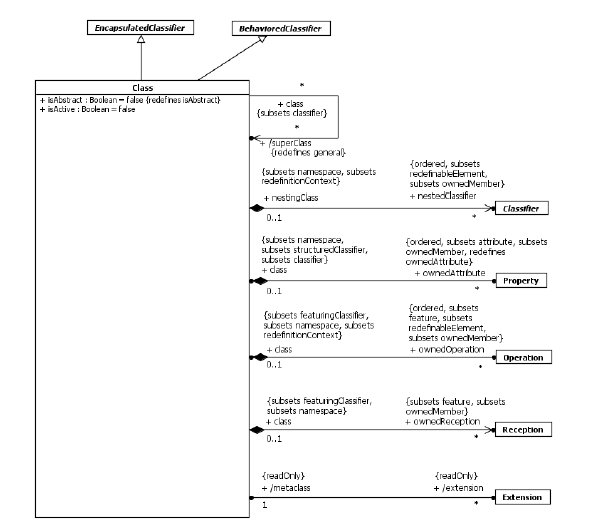 EncapsulatedClassifier
BehavioredClassifier
Class
+ isAbstract : Boolean = false {redefines isAbstract}
+ isActive : Boolean = false
*
+ class
{subsets classifier}
*
+ /superClass
{redefines general}
{subsets namespace, subsets
redefinitionContext}
+ nestingClass
0..1
{ordered, subsets
redefinableElement,
subsets ownedMember}
+ nestedClassifier
*
Classifier
{subsets namespace,
subsets structuredClassifier,
subsets classifier}
+ class
0..1
{ordered, subsets attribute, subsets
ownedMember, redefines
ownedAttribute}
+ ownedAttribute
*
Property
{subsets featuringClassifier,
subsets namespace, subsets
redefinitionContext}
+ class
0..1
{ordered, subsets
feature, subsets
redefinableElement,
subsets ownedMember}
+ ownedOperation
*
Operation
{subsets featuringClassifier,
subsets namespace}
+ class
0..1
{subsets feature, subsets
ownedMember}
+ ownedReception
*
Reception
{readOnly}
+ /metaclass
1
{readOnly}
+ /extension
*
Extension